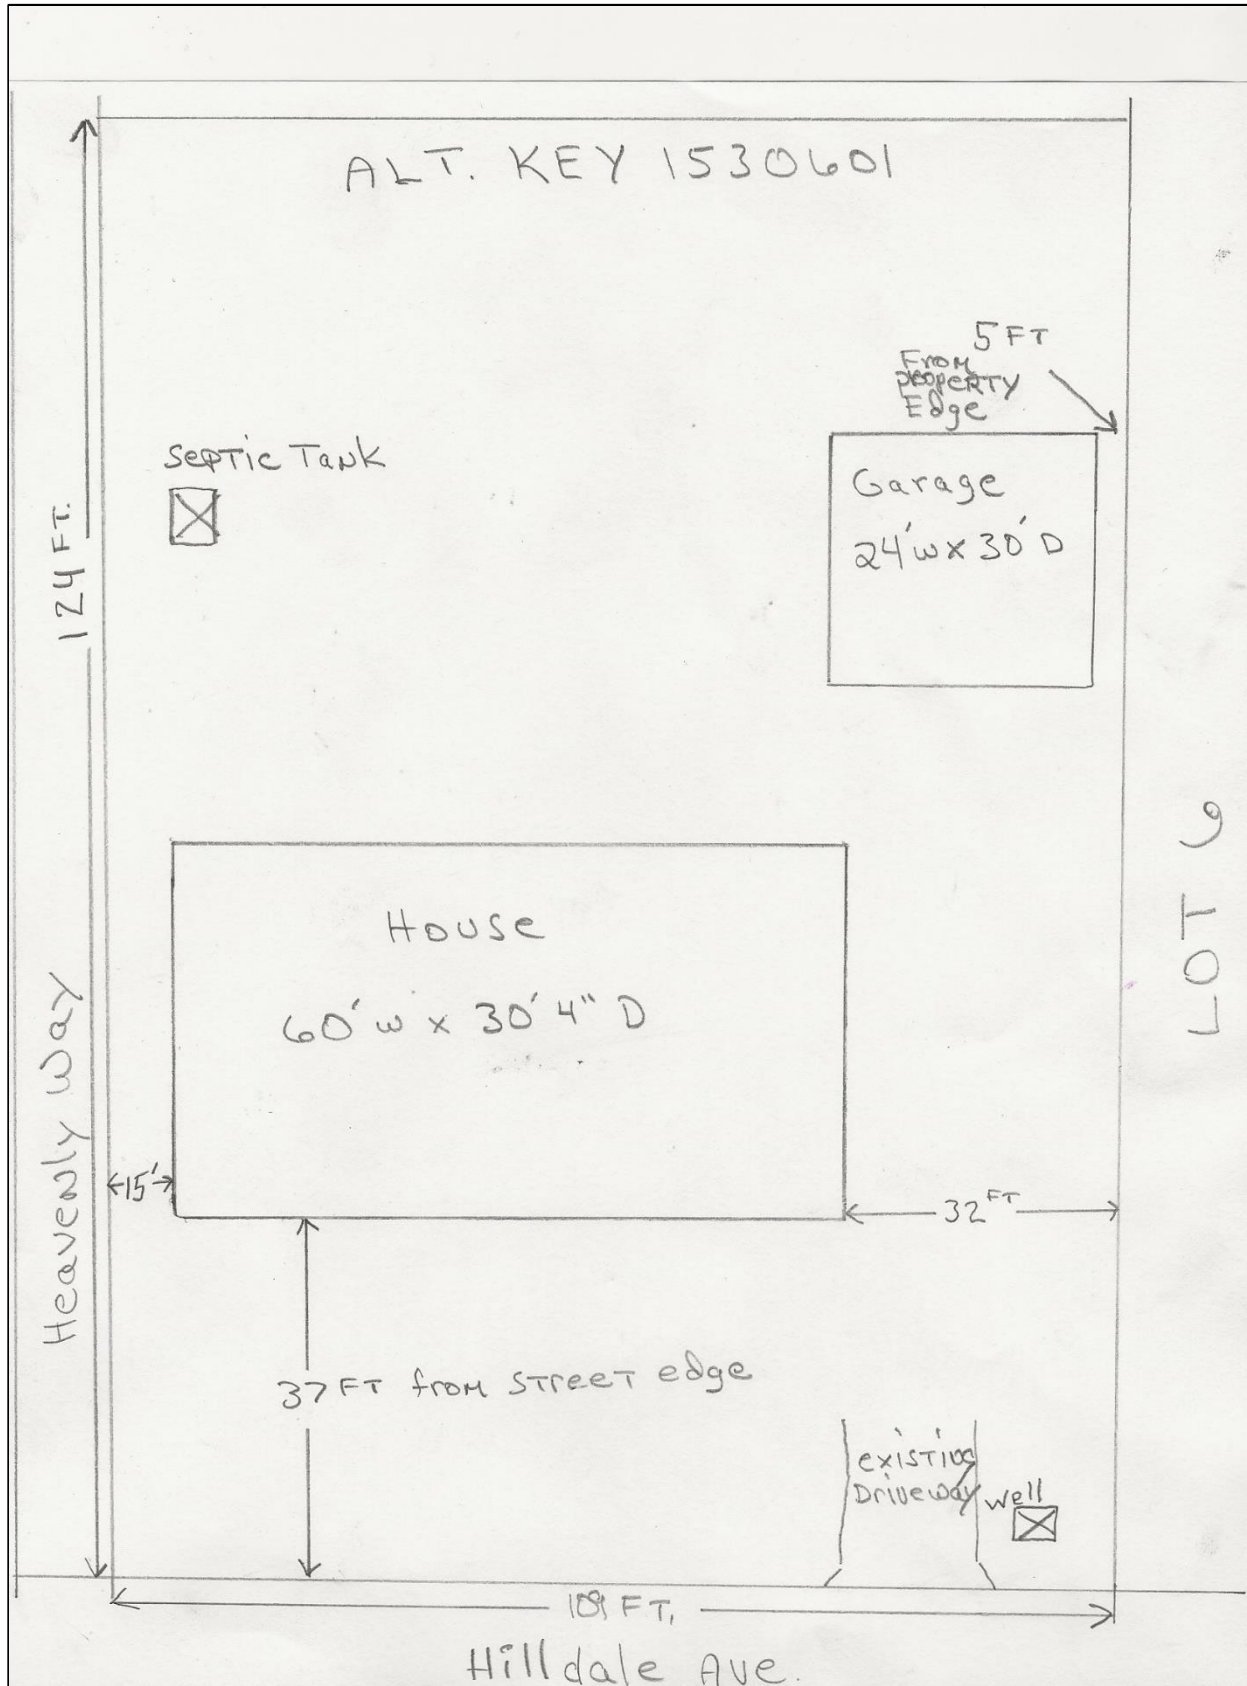 ALT. KEY 1530601
5 FT
From
property
Edge
Septic Tank
Garage
24'w x 30' D
124 FT.
House
60' w x 30' 4" D
LOT 6
Heavenly Way
15'
32 FT
37 FT from street edge
existing
Driveway
well
FT.
Hilldale Ave.